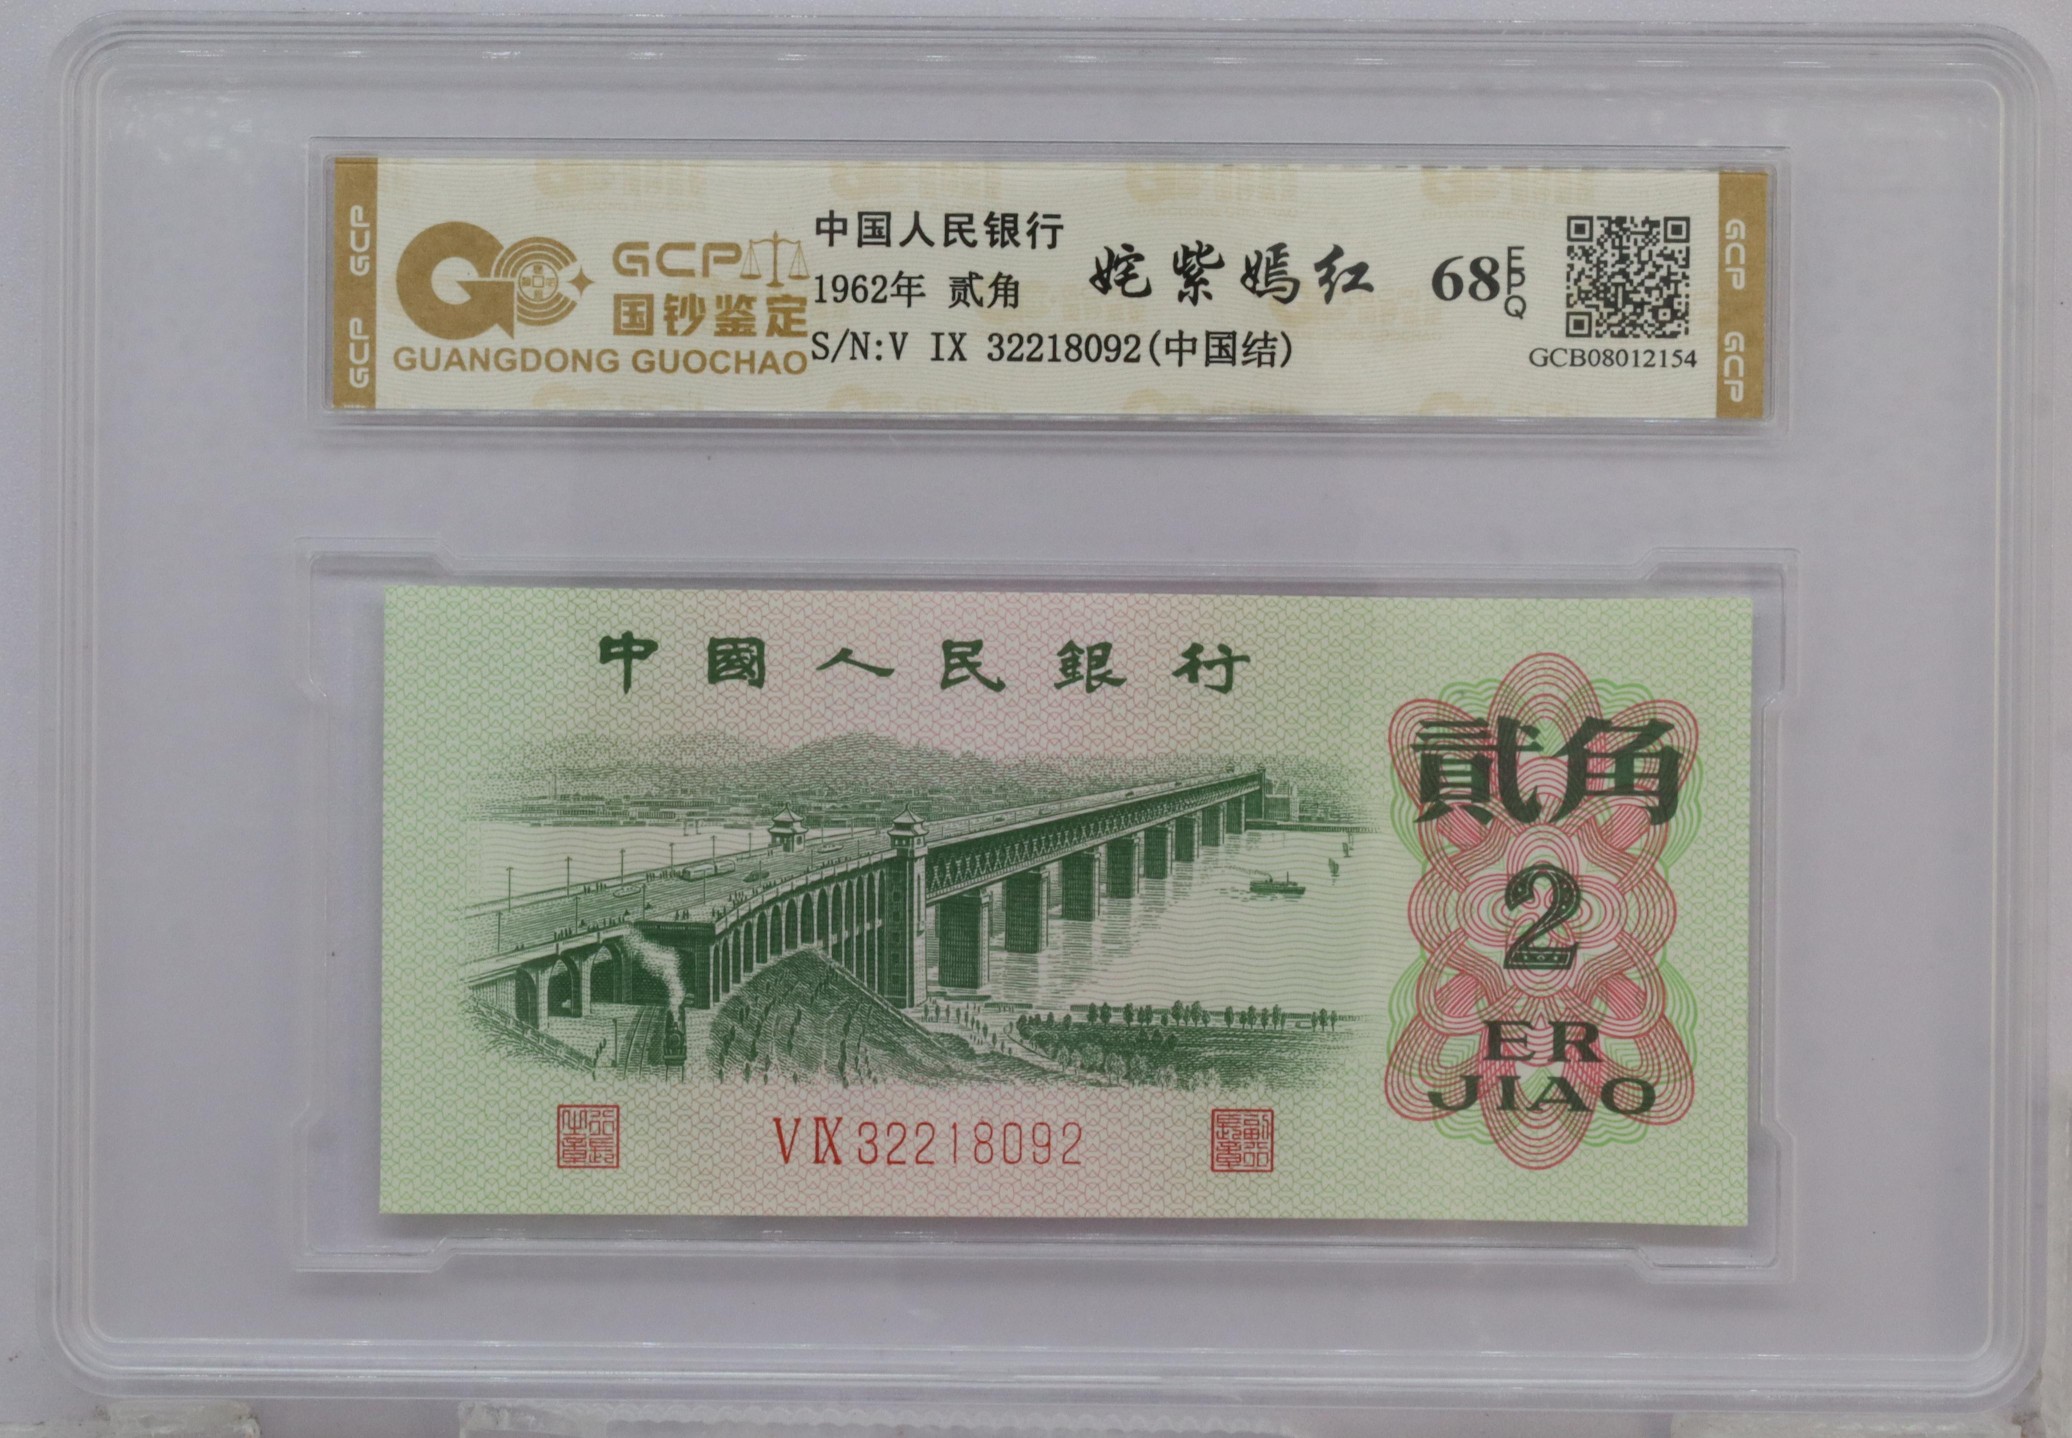 GCP GCP
GCP
国钞鉴定
GUANGDONG GUOCHAO
中国人民银行
1962年 贰角
S/N:V IX 32218092(中国结)
姹紫嫣红
68 EPQ
GCB08012154
GCP GCP
中國人民銀行
貳角
2
ER
JIAO
V IX 32218092